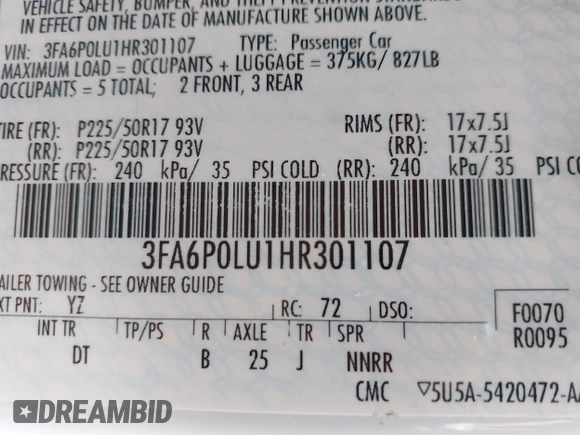 VEHICLE SAFETY, BUMPER, AND THEFT PREVENTION STANDARDS
IN EFFECT ON THE DATE OF MANUFACTURE SHOWN ABOVE.
VIN: 3FA6P0LU1HR301107 TYPE: Passenger Car
MAXIMUM LOAD = OCCUPANTS + LUGGAGE = 375KG/ 827LB
OCCUPANTS = 5 TOTAL; 2 FRONT, 3 REAR
TIRE (FR): P225/50R17 93V RIMS (FR): 17x7.5J
(RR): P225/50R17 93V (RR): 17x7.5J
PRESSURE (FR): 240 kPa/ 35 PSI COLD (RR): 240 kPa/ 35 PSI CO
3FA6P0LU1HR301107
AILER TOWING - SEE OWNER GUIDE
XT PNT: YZ RC: 72 DSO: F0070
INT TR TP/PS R AXLE TR SPR R0095
DT B 25 J NNRR
CMC ▽5U5A-5420472-AA
DREAMBID